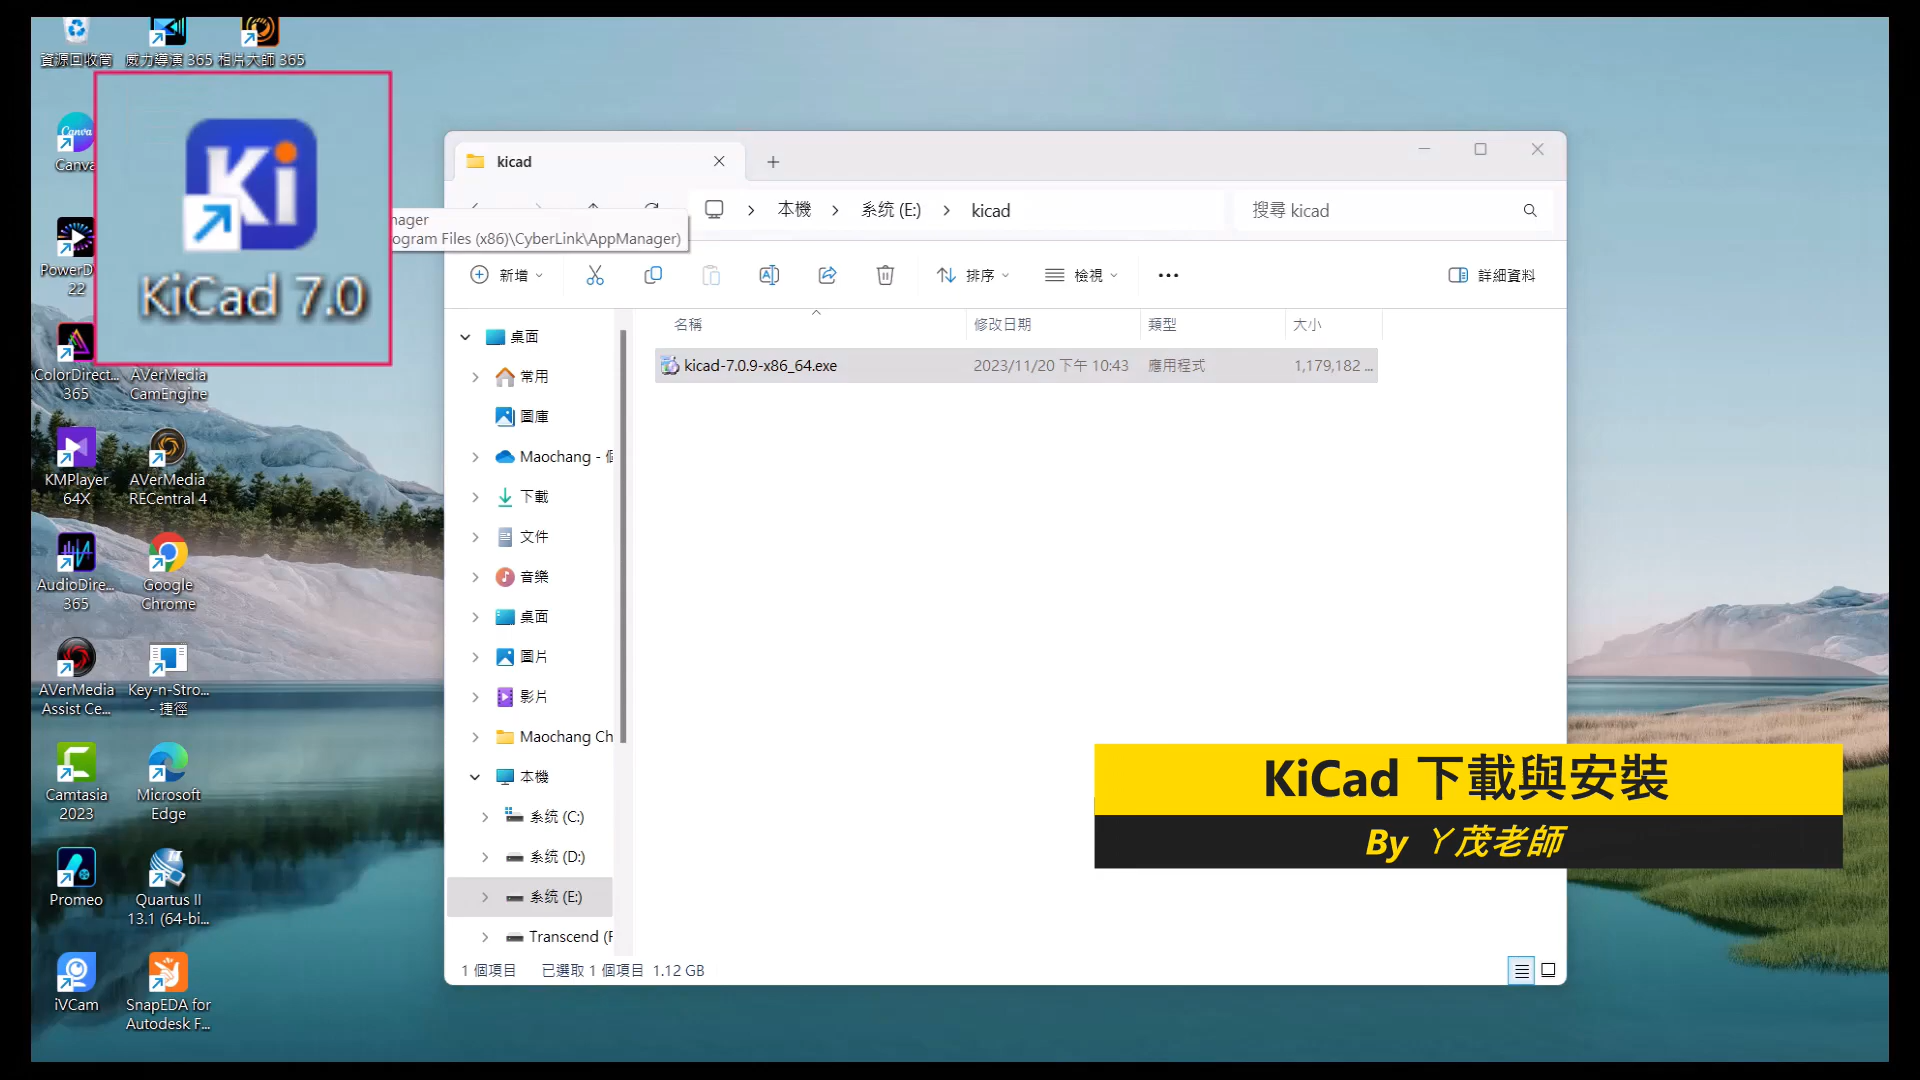 資源回收筒
威力導演 365
相片大師 365
Ki
KiCad 7.0
Canva
Canva
PowerD
22
ColorDirect...
365
AVerMedia
CamEngine
KMPlayer
64X
AVerMedia
RECentral 4
AudioDire...
365
Google
Chrome
AVerMedia
Assist Ce...
Key-n-Stro...
- 捷徑
Camtasia
2023
Microsoft
Edge
Promeo
Quartus II
13.1 (64-bi...
iVCam
SnapEDA for
Autodesk F...
kicad
本機
系統 (E:)
kicad
搜尋 kicad
nager
ogram Files (x86)\CyberLink\AppManager)
新增
排序
檢視
詳細資料
名稱
修改日期
類型
大小
kicad-7.0.9-x86_64.exe
2023/11/20 下午 10:43
應用程式
1,179,182 ...
桌面
常用
圖庫
Maochang - 個
下載
文件
音樂
桌面
圖片
影片
Maochang Ch
本機
系統 (C:)
系統 (D:)
系統 (E:)
Transcend (F
1 個項目
已選取 1 個項目 1.12 GB
KiCad 下載與安裝
By ㄚ茂老師